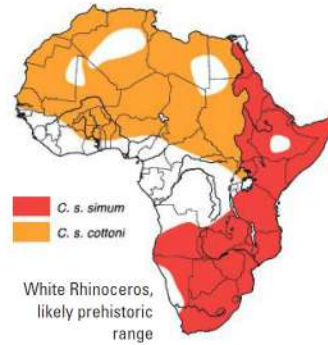 C. s. simum
C. s. cottoni
White Rhinoceros,
likely prehistoric
range